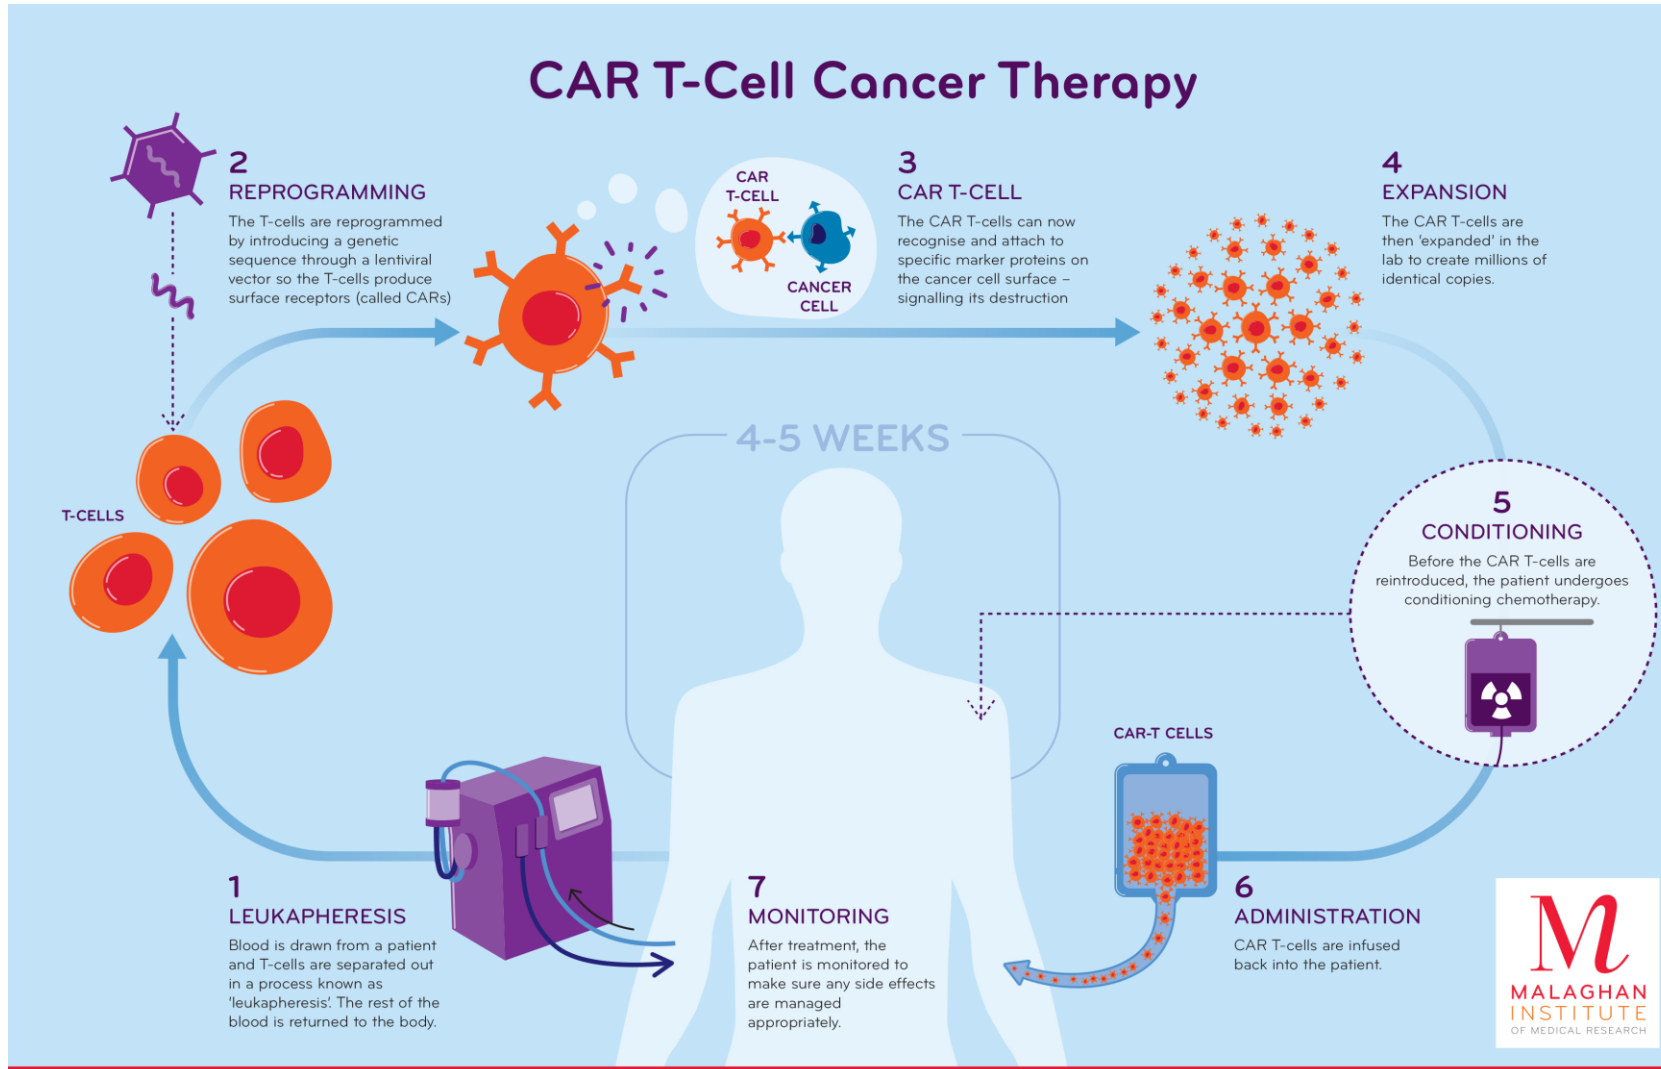 CAR T-Cell Cancer Therapy
2
REPROGRAMMING
The T-cells are reprogrammed
by introducing a genetic
sequence through a lentiviral
vector so the T-cells produce
surface receptors (called CARs)
CAR
T-CELL
CANCER
CELL
3
CAR T-CELL
The CAR T-cells can now
recognise and attach to
specific marker proteins on
the cancer cell surface –
signalling its destruction
4
EXPANSION
The CAR T-cells are
then ‘expanded’ in the
lab to create millions of
identical copies.
4-5 WEEKS
T-CELLS
5
CONDITIONING
Before the CAR T-cells are
reintroduced, the patient undergoes
conditioning chemotherapy.
CAR-T CELLS
1
LEUKAPHERESIS
Blood is drawn from a patient
and T-cells are separated out
in a process known as
‘leukapheresis’. The rest of the
blood is returned to the body.
7
MONITORING
After treatment, the
patient is monitored to
make sure any side effects
are managed
appropriately.
6
ADMINISTRATION
CAR T-cells are infused
back into the patient.
M
MALAGHAN
INSTITUTE
OF MEDICAL RESEARCH